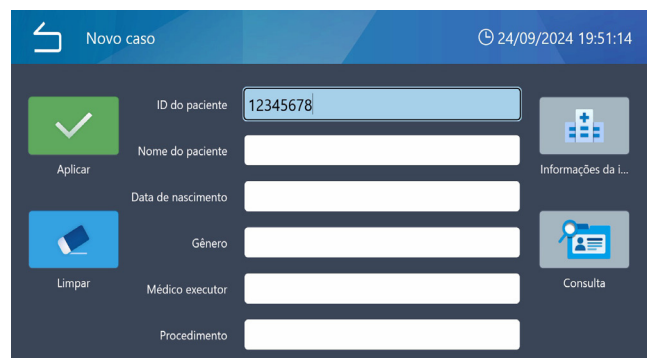 Novo caso
24/09/2024 19:51:14
ID do paciente
12345678
Nome do paciente
Data de nascimento
Gênero
Médico executor
Procedimento
Aplicar
Limpar
Informações da i...
Consulta